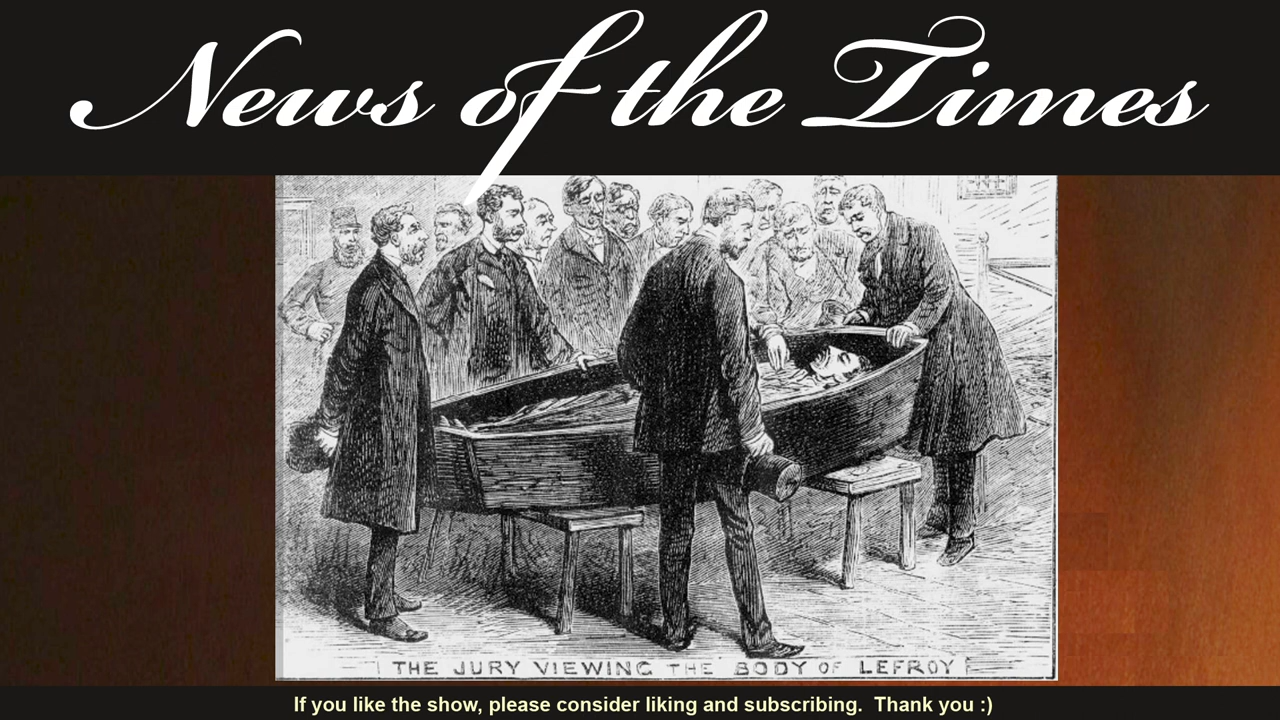 News of the Times
THE JURY VIEWING THE BODY OF LEFROY
If you like the show, please consider liking and subscribing.  Thank you :)